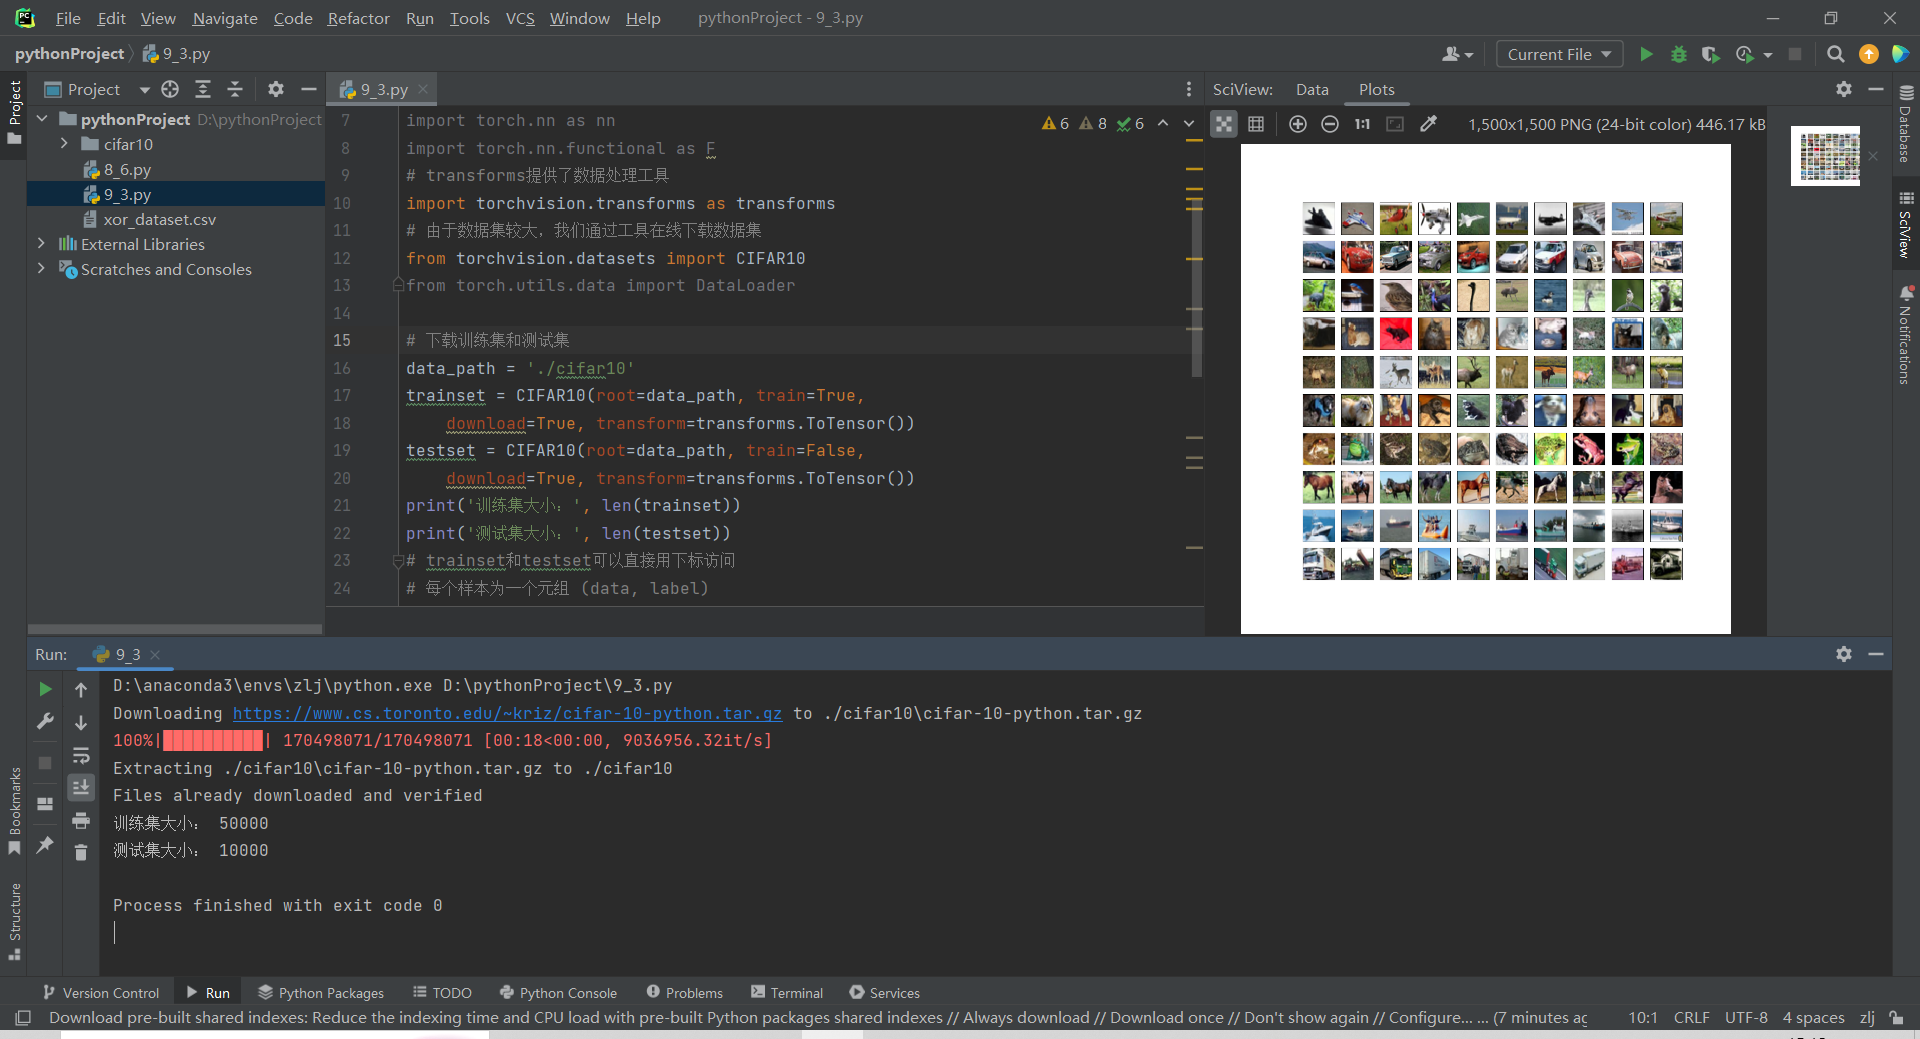 File Edit View Navigate Code Refactor Run Tools VCS Window Help pythonProject - 9_3.py
pythonProject 9_3.py
Current File
Project
Project
9_3.py
SciView: Data Plots
pythonProject D:\pythonProject
cifar10
8_6.py
9_3.py
xor_dataset.csv
External Libraries
Scratches and Consoles
6 8 6
7 import torch.nn as nn
8 import torch.nn.functional as F
9 # transforms提供了数据处理工具
10 import torchvision.transforms as transforms
11 # 由于数据集较大，我们通过工具在线下载数据集
12 from torchvision.datasets import CIFAR10
13 from torch.utils.data import DataLoader
14
15 # 下载训练集和测试集
16 data_path = './cifar10'
17 trainset = CIFAR10(root=data_path, train=True,
18 download=True, transform=transforms.ToTensor())
19 testset = CIFAR10(root=data_path, train=False,
20 download=True, transform=transforms.ToTensor())
21 print('训练集大小：', len(trainset))
22 print('测试集大小：', len(testset))
23 # trainset和testset可以直接用下标访问
24 # 每个样本为一个元组 (data, label)
1:1 1,500x1,500 PNG (24-bit color) 446.17 kB
Database
SciView
Notifications
Run: 9_3
D:\anaconda3\envs\zlj\python.exe D:\pythonProject\9_3.py
Downloading https://www.cs.toronto.edu/~kriz/cifar-10-python.tar.gz to ./cifar10\cifar-10-python.tar.gz
100%|██████████| 170498071/170498071 [00:18<00:00, 9036956.32it/s]
Extracting ./cifar10\cifar-10-python.tar.gz to ./cifar10
Files already downloaded and verified
训练集大小： 50000
测试集大小： 10000
Process finished with exit code 0
Bookmarks
Structure
Version Control Run Python Packages TODO Python Console Problems Terminal Services
Download pre-built shared indexes: Reduce the indexing time and CPU load with pre-built Python packages shared indexes // Always download // Download once // Don't show again // Configure... ... (7 minutes ag 10:1 CRLF UTF-8 4 spaces zlj